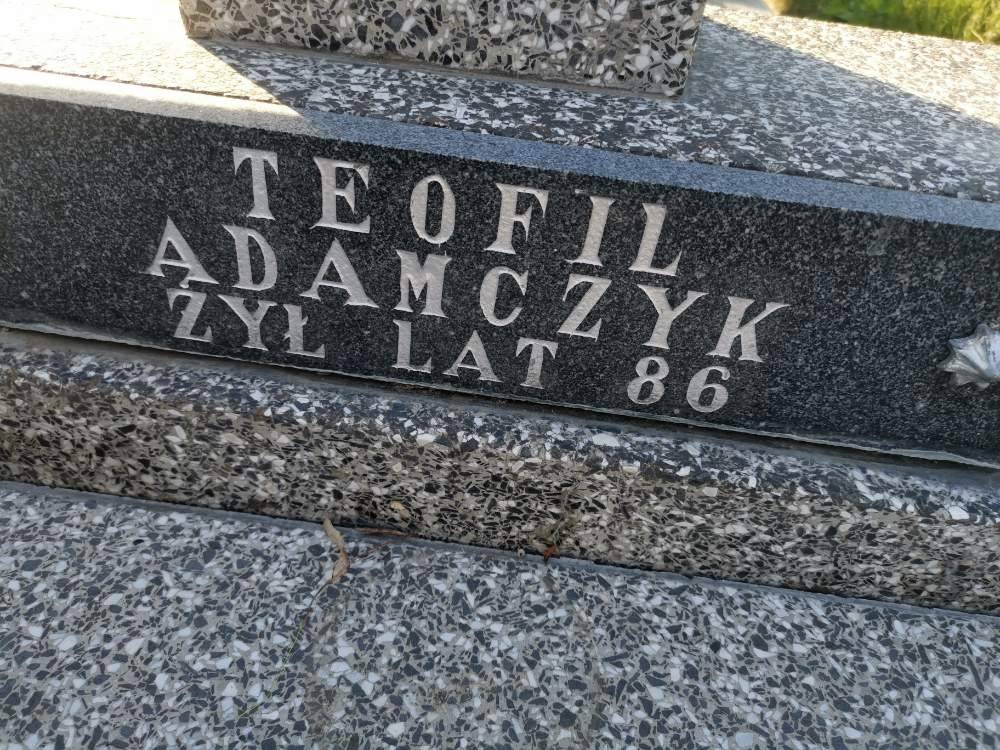 TEOFIL
ADAMCZYK
ŻYŁ LAT 86